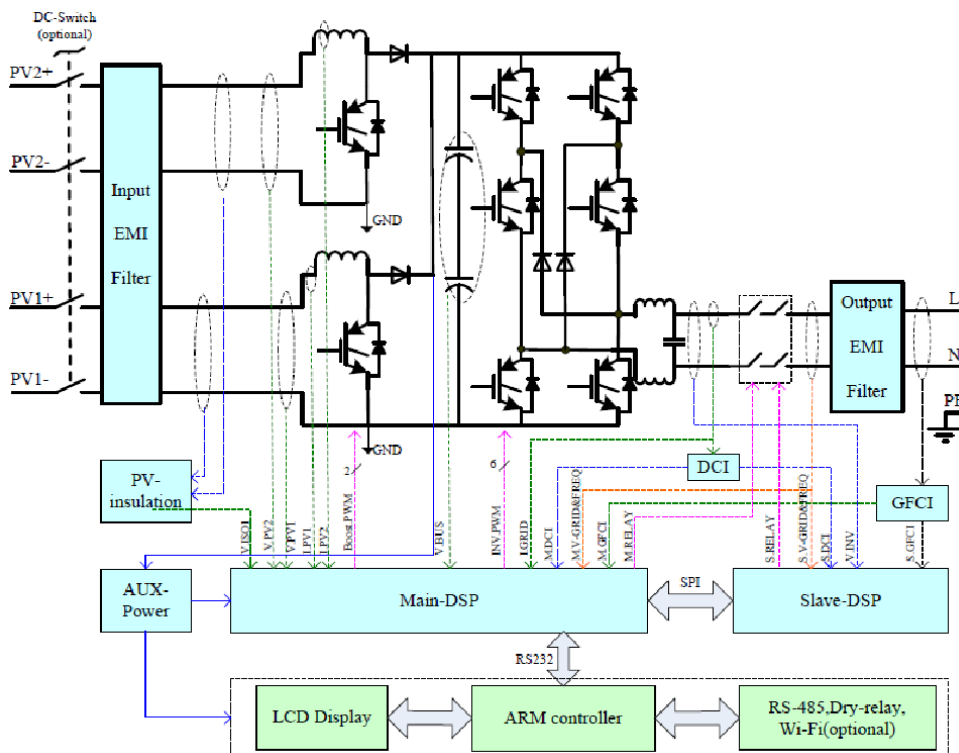 DC-Switch
(optional)
PV2+
PV2-
PV1+
PV1-
Input
EMI
Filter
GND
GND
Output
EMI
Filter
L
N
PE
PV-
insulation
2
6
DCI
GFCI
V.ISO1
V.PV2
V.PV1
I.PV1
I.PV2
Boost.PWM
V.BUS
INV.PWM
I.GRID
M.DCI
M.V-GRID&FREQ
M.GFCI
M.RELAY
S.RELAY
S.V-GRID&FREQ
S.DCI
V.INV
S.GFCI
AUX-
Power
Main-DSP
SPI
Slave-DSP
RS232
LCD Display
ARM controller
RS-485,Dry-relay,
Wi-Fi(optional)